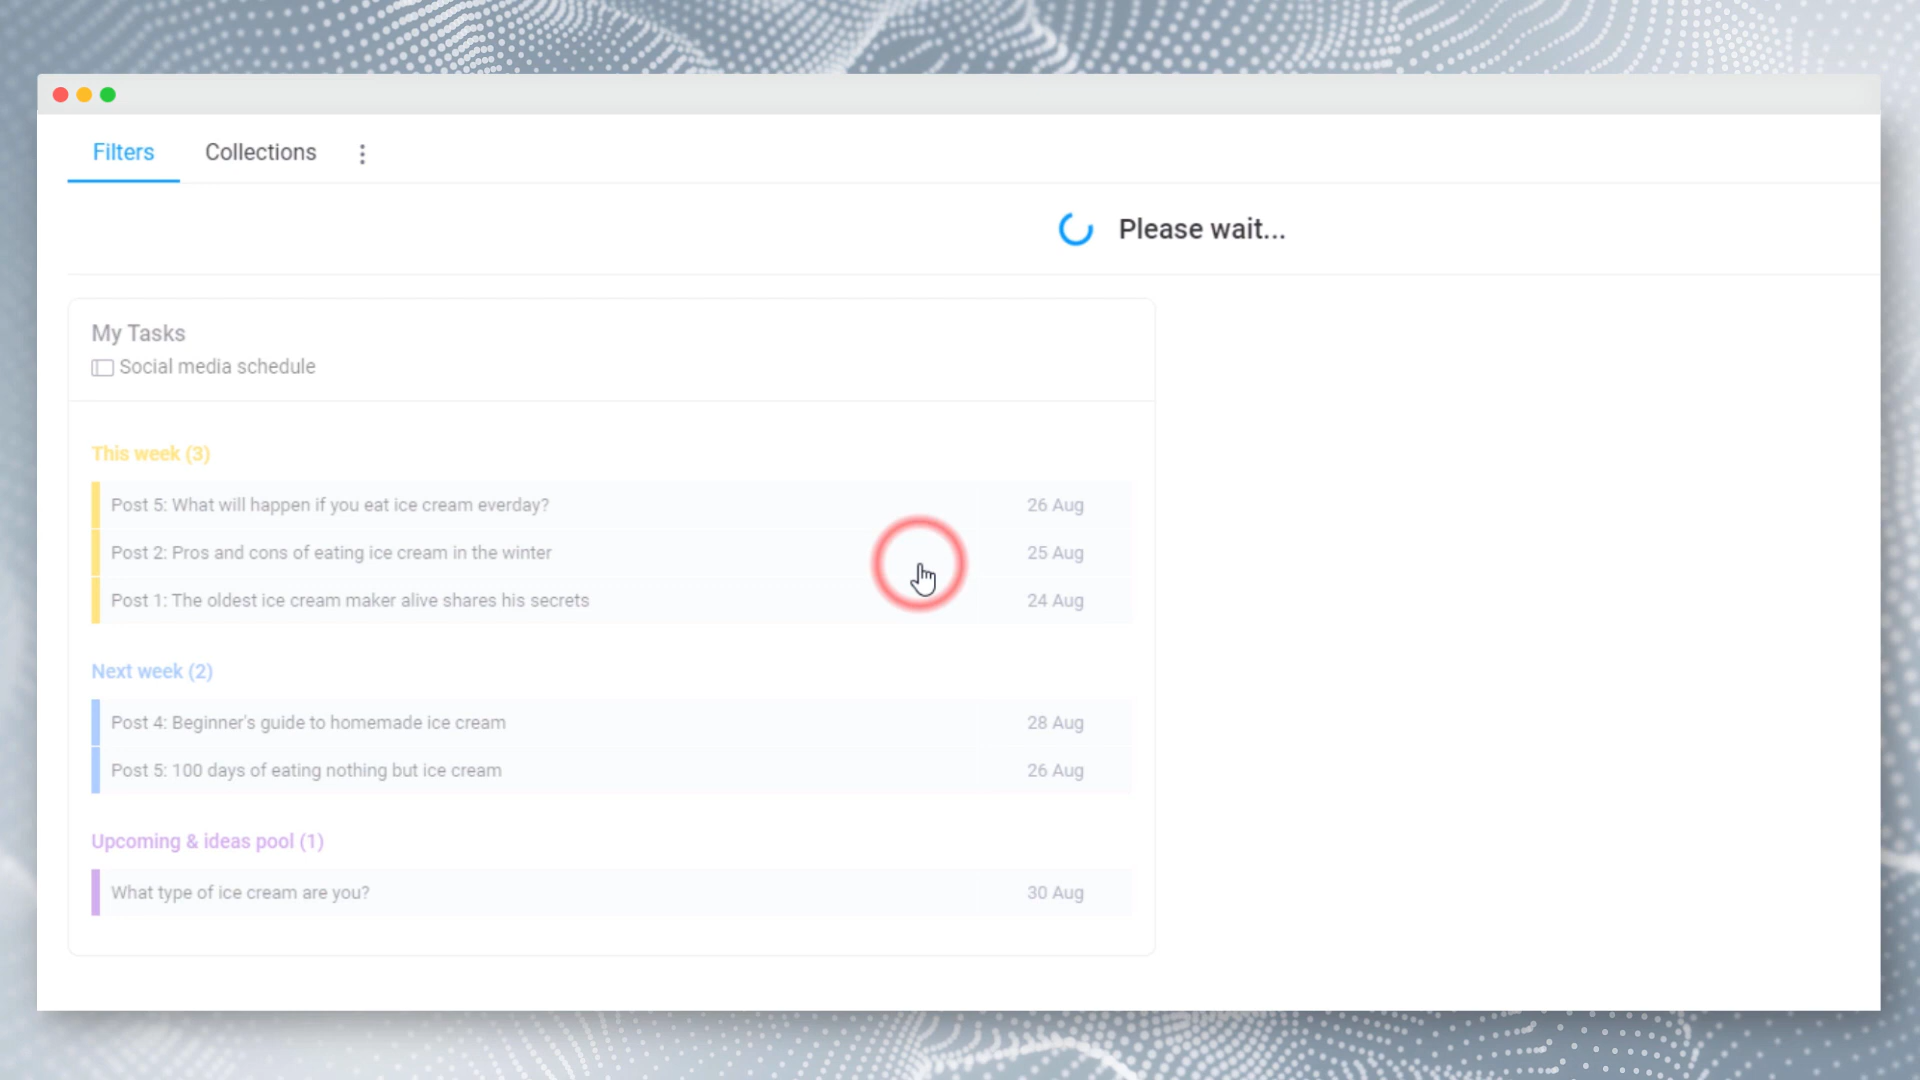 Filters Collections
Please wait...
My Tasks
Social media schedule
This week (3)
Post 5: What will happen if you eat ice cream everday? 26 Aug
Post 2: Pros and cons of eating ice cream in the winter 25 Aug
Post 1: The oldest ice cream maker alive shares his secrets 24 Aug
Next week (2)
Post 4: Beginner's guide to homemade ice cream 28 Aug
Post 5: 100 days of eating nothing but ice cream 26 Aug
Upcoming & ideas pool (1)
What type of ice cream are you? 30 Aug